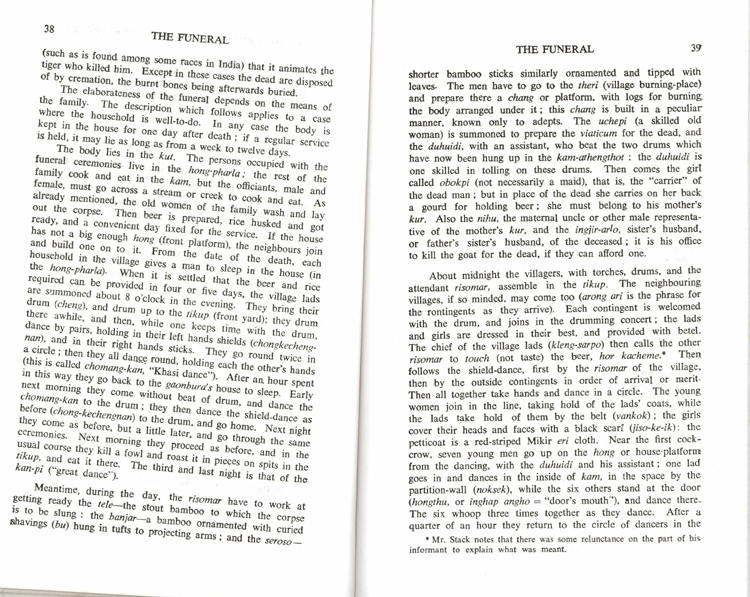 38
THE FUNERAL
(such as is found among some races in India) that it animates the
tiger who killed him. Except in these cases the dead are disposed
of by cremation, the burnt bones being afterwards buried.
The elaborateness of the funeral depends on the means of
the family. The description which follows applies to a case
where the household is well-to-do. In any case the body is
kept in the house for one day after death; if a regular service
is held, it may lie as long as from a week to twelve days.
The body lies in the kut. The persons occupied with the
funeral ceremonies live in the hong-pharla; the rest of the
family cook and eat in the kam, but the officiants, male and
female, must go across a stream or creek to cook and eat. As
already mentioned, the old women of the family wash and lay
out the corpse. Then beer is prepared, rice husked and got
ready, and a convenient day fixed for the service. If the house
has not a big enough hong (front platform), the neighbours join
and build one on to it. From the date of the death, each
household in the village gives a man to sleep in the house (in
the hong-pharla). When it is settled that the beer and rice
required can be provided in four or five days, the village lads
are summoned about 8 o'clock in the evening. They bring their
drum (cheng), and drum up to the tikup (front yard); they drum
there awhile, and then, while one keeps time with the drum,
dance by pairs, holding in their left hands shields (chongkecheng-
nan), and in their right hands sticks. They go round twice in
a circle; then they all dance round, holding each the other's hands
(this is called chomang-kan, "Khasi dance"). After an hour spent
in this way they go back to the gaonbura's house to sleep. Early
next morning they come without beat of drum, and dance the
chomang-kan to the drum; they then dance the shield-dance as
before (chong-kechengnan) to the drum, and go home. Next night
they come as before, but a little later, and go through the same
ceremonies. Next morning they proceed as before, and in the
usual course they kill a fowl and roast it in pieces on spits in the
tikup, and eat it there. The third and last night is that of the
kan-pi ("great dance").
Meantime, during the day, the risomar have to work at
getting ready the tele—the stout bamboo to which the corpse
is to be slung: the banjar—a bamboo ornamented with curied
shavings (bu) hung in tufts to projecting arms; and the seroso—
THE FUNERAL
39
shorter bamboo sticks similarly ornamented and tipped with
leaves. The men have to go to the theri (village burning-place)
and prepare there a chang or platform, with logs for burning,
the body arranged under it; this chang is built in a peculiar
manner, known only to adepts. The uchepi (a skilled old
woman) is summoned to prepare the viaticum for the dead, and
the duhuidi, with an assistant, who beat the two drums which
have now been hung up in the kam-athengthot: the duhuidi is
one skilled in tolling on these drums. Then comes the girl
called obokpi (not necessarily a maid), that is, the "carrier" of
the dead man; but in place of the dead she carries on her back
a gourd for holding beer; she must belong to his mother's
kur. Also the nihu, the maternal uncle or other male representa-
tive of the mother's kur, and the ingjir-arlo, sister's husband,
or father's sister's husband, of the deceased; it is his office
to kill the goat for the dead, if they can afford one.
About midnight the villagers, with torches, drums, and the
attendant risomar, assemble in the tikup. The neighbouring
villages, if so minded, may come too (arong ari is the phrase for
the rontingents as they arrive). Each contingent is welcomed
with the drum, and joins in the drumming concert; the lads
and girls are dressed in their best, and provided with betel.
The chief of the village lads (kleng-sarpo) then calls the other
risomar to touch (not taste) the beer, hor kacheme.* Then
follows the shield-dance, first by the risomar of the village,
then by the outside contingents in order of arrival or merit.
Then all together take hands and dance in a circle. The young
women join in the line, taking hold of the lads' coats, while
the lads take hold of them by the belt (vankok); the girls
cover their heads and faces with a black scarf (jiso-ke-ik): the
petticoat is a red-striped Mikir eri cloth. Near the first cock-
crow, seven young men go up on the hong or house-platform
from the dancing, with the duhuidi and his assistant; one lad
goes in and dances in the inside of kam, in the space by the
partition-wall (noksek), while the six others stand at the door
(hongthu, or inghap angho = "door's mouth"), and dance there.
The six whoop three times together as they dance. After a
quarter of an hour they return to the circle of dancers in the
* Mr. Stack notes that there was some relunctance on the part of his
informant to explain what was meant.